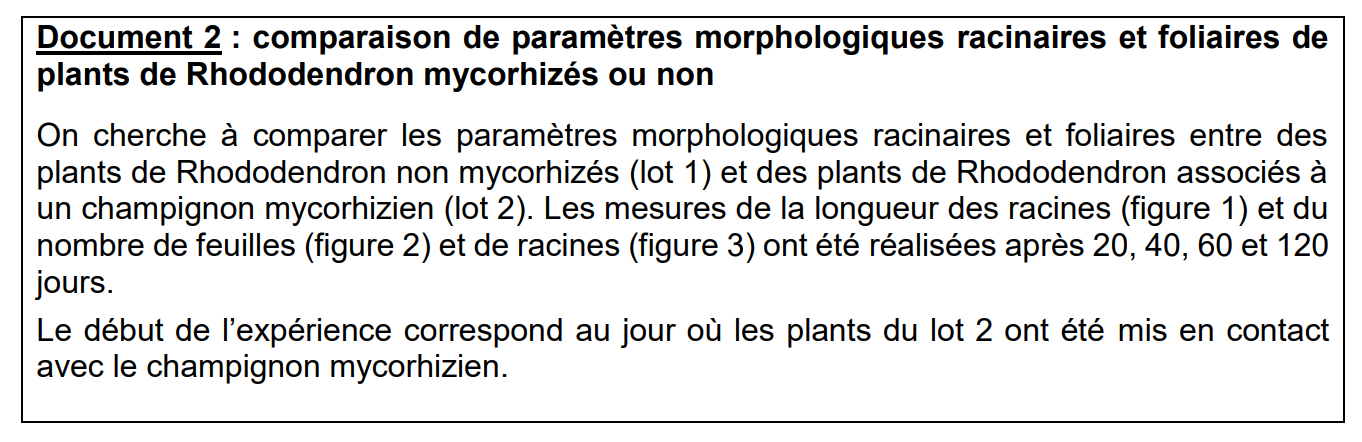 Document 2 : comparaison de paramètres morphologiques racinaires et foliaires de
plants de Rhododendron mycorhizés ou non
On cherche à comparer les paramètres morphologiques racinaires et foliaires entre des
plants de Rhododendron non mycorhizés (lot 1) et des plants de Rhododendron associés à
un champignon mycorhizien (lot 2). Les mesures de la longueur des racines (figure 1) et du
nombre de feuilles (figure 2) et de racines (figure 3) ont été réalisées après 20, 40, 60 et 120
jours.
Le début de l’expérience correspond au jour où les plants du lot 2 ont été mis en contact
avec le champignon mycorhizien.